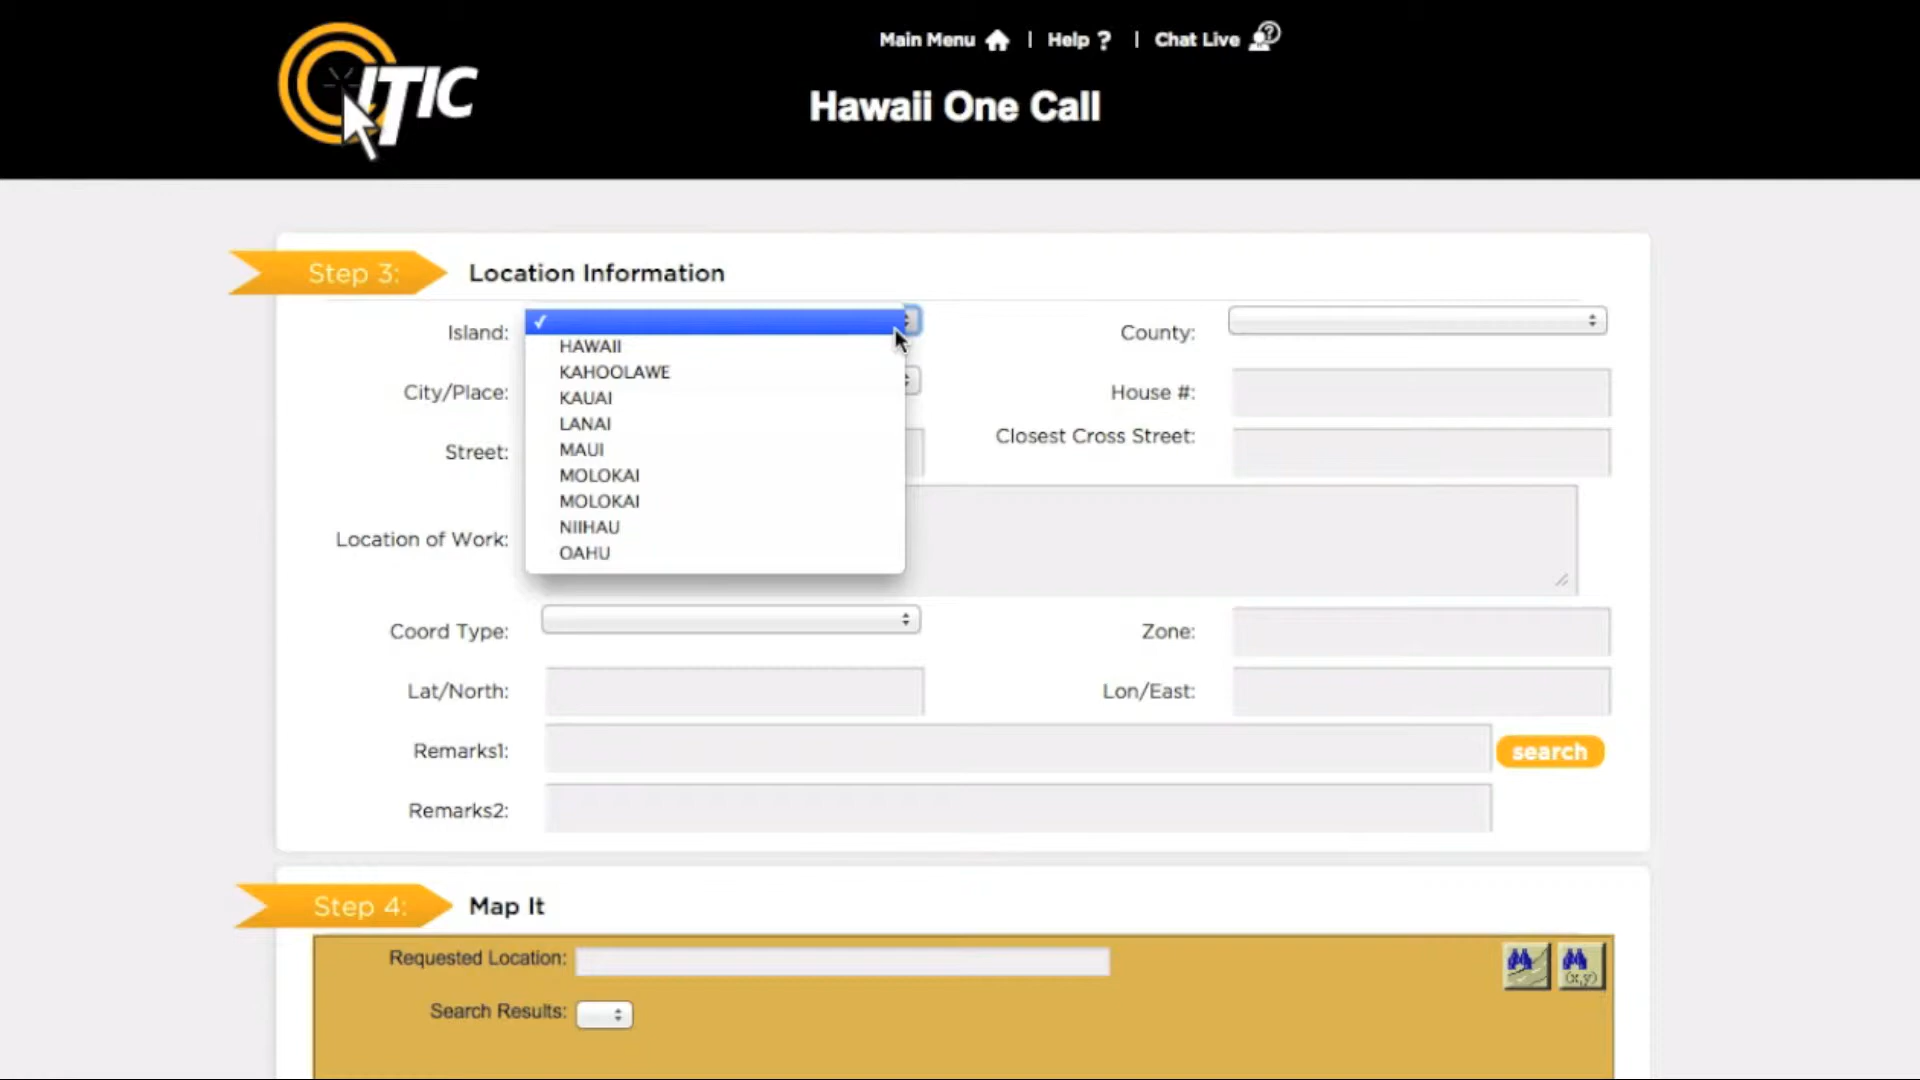 ITIC
Main Menu | Help ? | Chat Live
Hawaii One Call
Step 3: Location Information
Island: ✓
HAWAII
KAHOOLAWE
KAUAI
LANAI
MAUI
MOLOKAI
MOLOKAI
NIIHAU
OAHU
County:
City/Place:
House #:
Street:
Closest Cross Street:
Location of Work:
Coord Type:
Zone:
Lat/North:
Lon/East:
Remarks1:
search
Remarks2:
Step 4: Map It
Requested Location:
(x,y)
Search Results: